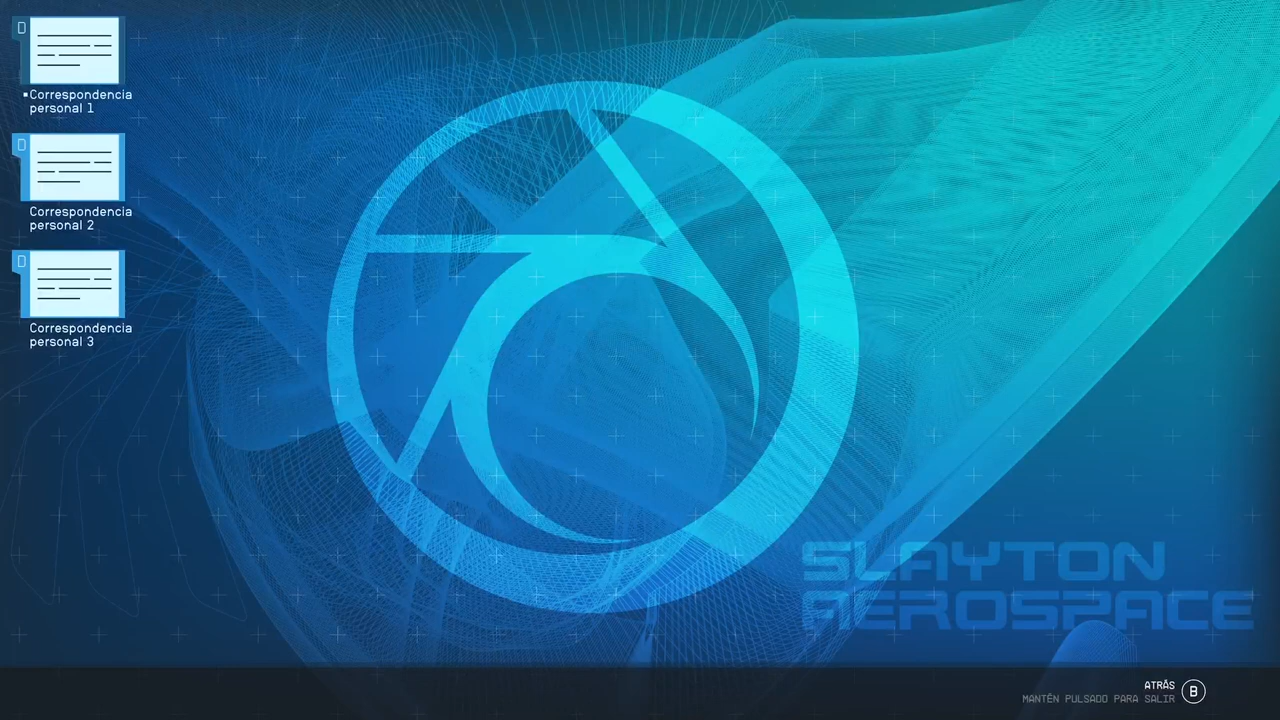 D
Correspondencia
personal 1
D
Correspondencia
personal 2
D
Correspondencia
personal 3
SLAYTON
AEROSPACE
ATRÁS
MANTÉN PULSADO PARA SALIR
B